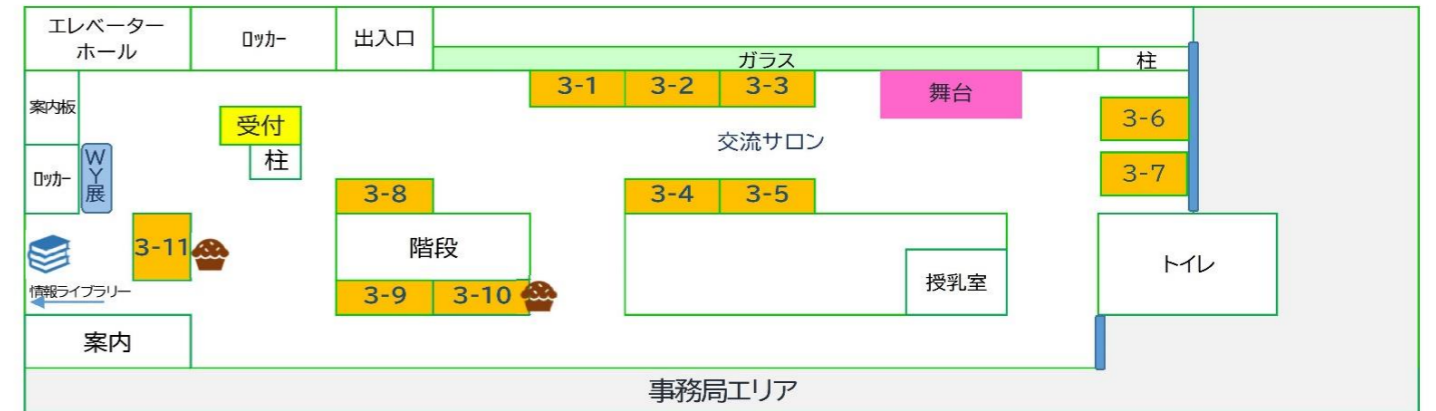 エレベーター
ホール
ロッカー
出入口
ガラス
柱
案内板
受付
柱
3-1
3-2
3-3
舞台
3-6
交流サロン
ロッカー
WY展
3-7
3-8
3-4
3-5
3-11
階段
トイレ
授乳室
情報ライブラリー
3-9
3-10
案内
事務局エリア